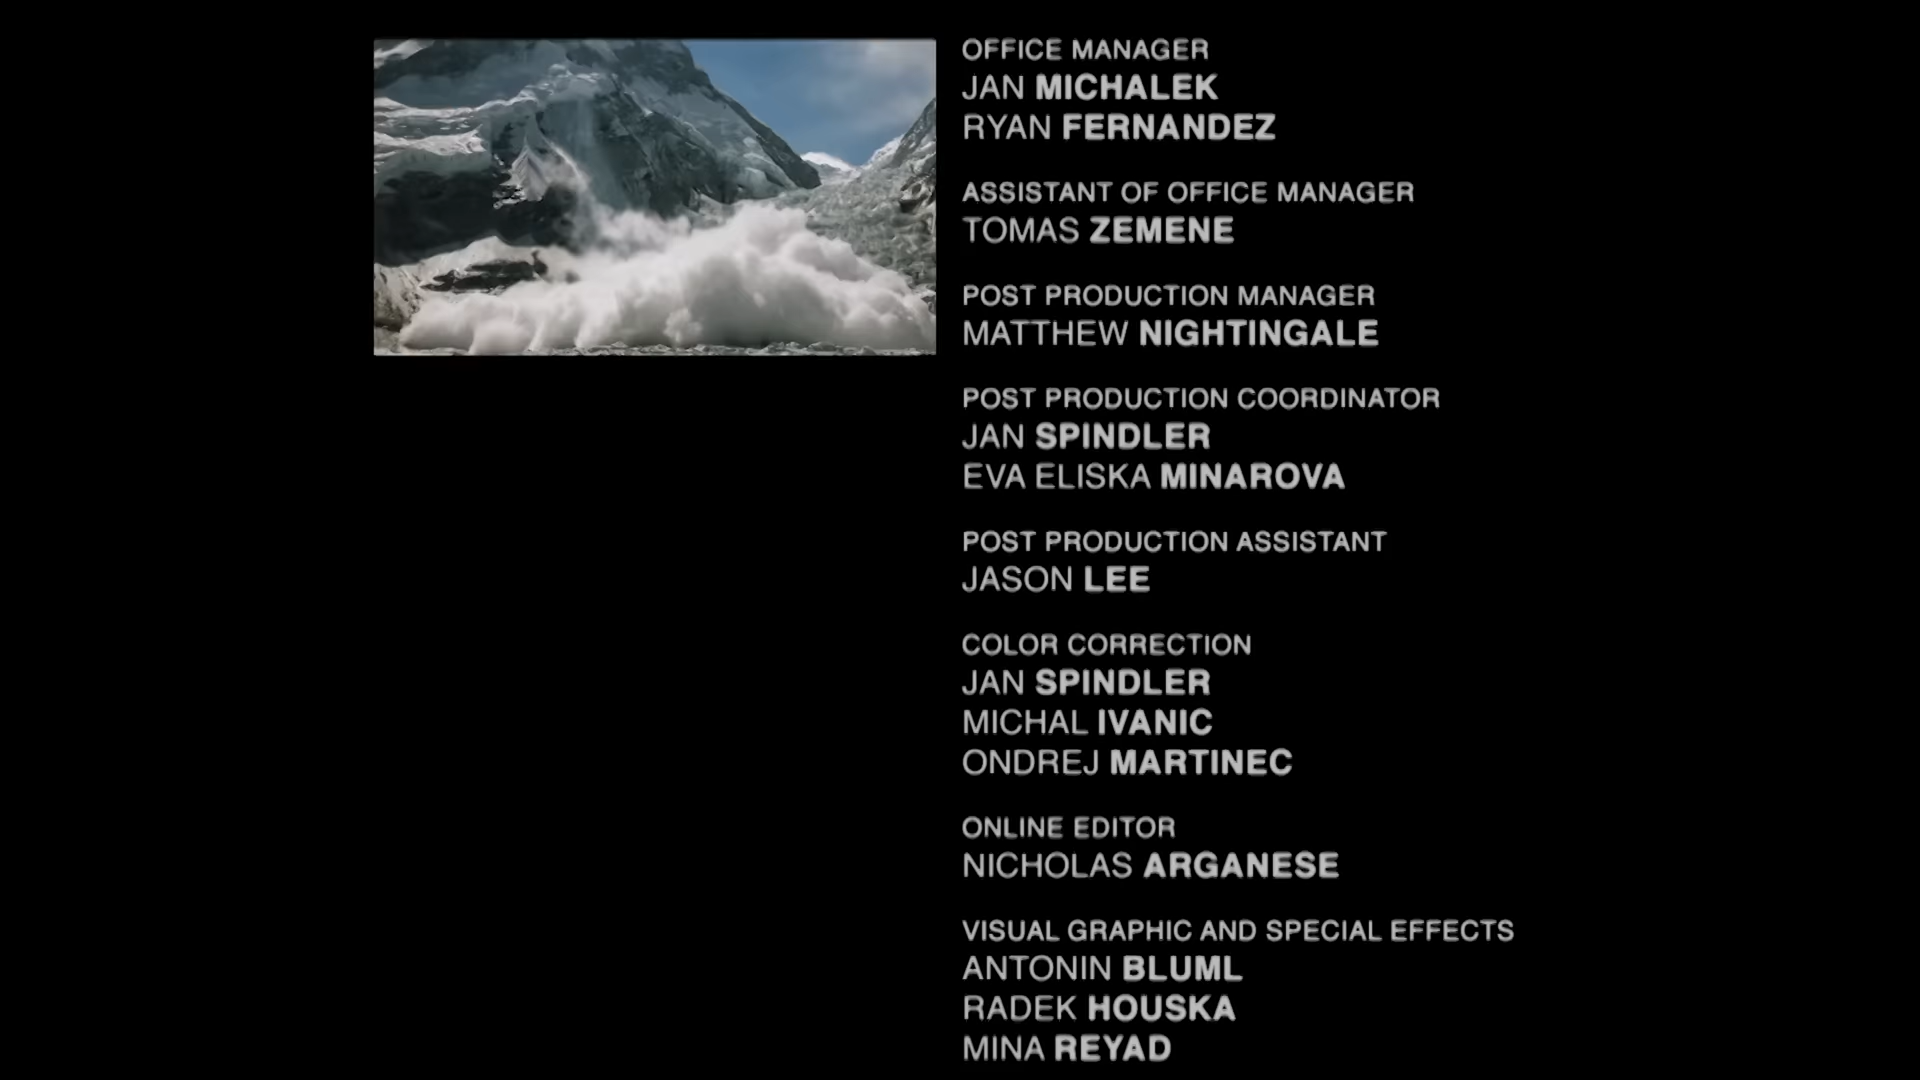 OFFICE MANAGER
JAN MICHALEK
RYAN FERNANDEZ
ASSISTANT OF OFFICE MANAGER
TOMAS ZEMENE
POST PRODUCTION MANAGER
MATTHEW NIGHTINGALE
POST PRODUCTION COORDINATOR
JAN SPINDLER
EVA ELISKA MINAROVA
POST PRODUCTION ASSISTANT
JASON LEE
COLOR CORRECTION
JAN SPINDLER
MICHAL IVANIC
ONDREJ MARTINEC
ONLINE EDITOR
NICHOLAS ARGANESE
VISUAL GRAPHIC AND SPECIAL EFFECTS
ANTONIN BLUML
RADEK HOUSKA
MINA REYAD